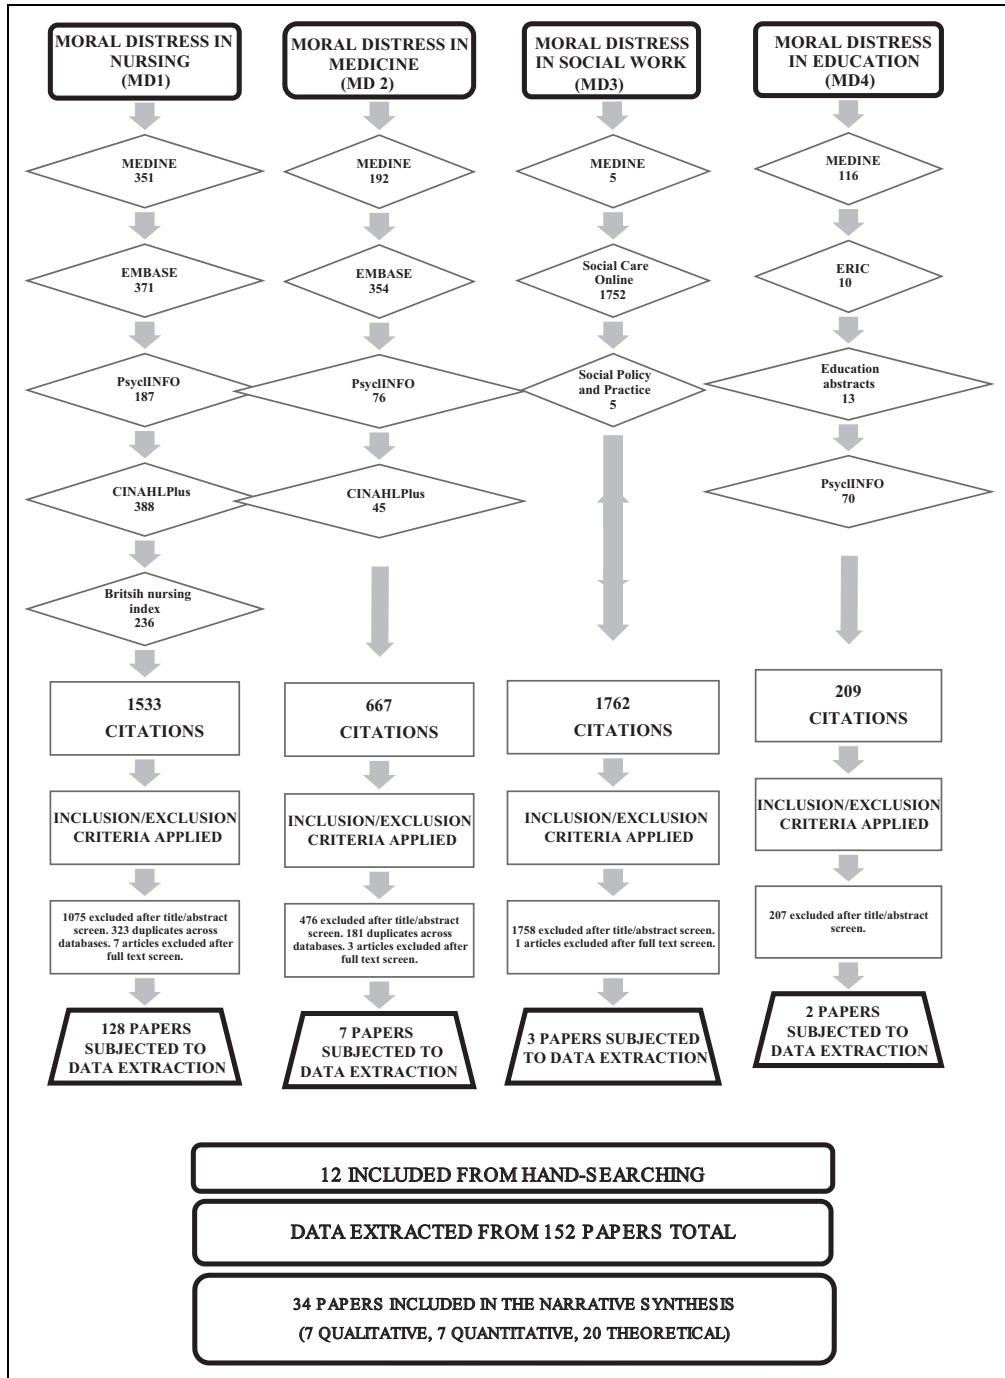 MORAL DISTRESS IN
NURSING
(MD1)
MEDINE
351
EMBASE
371
PsyclINFO
187
CINAHLPlus
388
Britsih nursing
index
236
1533
CITATIONS
INCLUSION/EXCLUSION
CRITERIA APPLIED
1075 excluded after title/abstract
screen. 323 duplicates across
databases. 7 articles excluded after
full text screen.
128 PAPERS
SUBJECTED TO
DATA EXTRACTION
MORAL DISTRESS IN
MEDICINE
(MD 2)
MEDINE
192
EMBASE
354
PsyclINFO
76
CINAHLPlus
45
667
CITATIONS
INCLUSION/EXCLUSION
CRITERIA APPLIED
476 excluded after title/abstract
screen. 181 duplicates across
databases. 3 articles excluded after
full text screen.
7 PAPERS
SUBJECTED TO
DATA EXTRACTION
MORAL DISTRESS
IN SOCIAL WORK
(MD3)
MEDINE
5
Social Care
Online
1752
Social Policy
and Practice
5
1762
CITATIONS
INCLUSION/EXCLUSION
CRITERIA APPLIED
1758 excluded after title/abstract screen.
1 articles excluded after full text screen.
3 PAPERS SUBJECTED
TO DATA EXTRACTION
MORAL DISTRESS
IN EDUCATION
(MD4)
MEDINE
116
ERIC
10
Education
abstracts
13
PsyclINFO
70
209
CITATIONS
INCLUSION/EXCLUSION
CRITERIA APPLIED
207 excluded after title/abstract
screen.
2 PAPERS
SUBJECTED TO
DATA EXTRACTION
12 INCLUDED FROM HAND-SEARCHING
DATA EXTRACTED FROM 152 PAPERS TOTAL
34 PAPERS INCLUDED IN THE NARRATIVE SYNTHESIS
(7 QUALITATIVE, 7 QUANTITATIVE, 20 THEORETICAL)